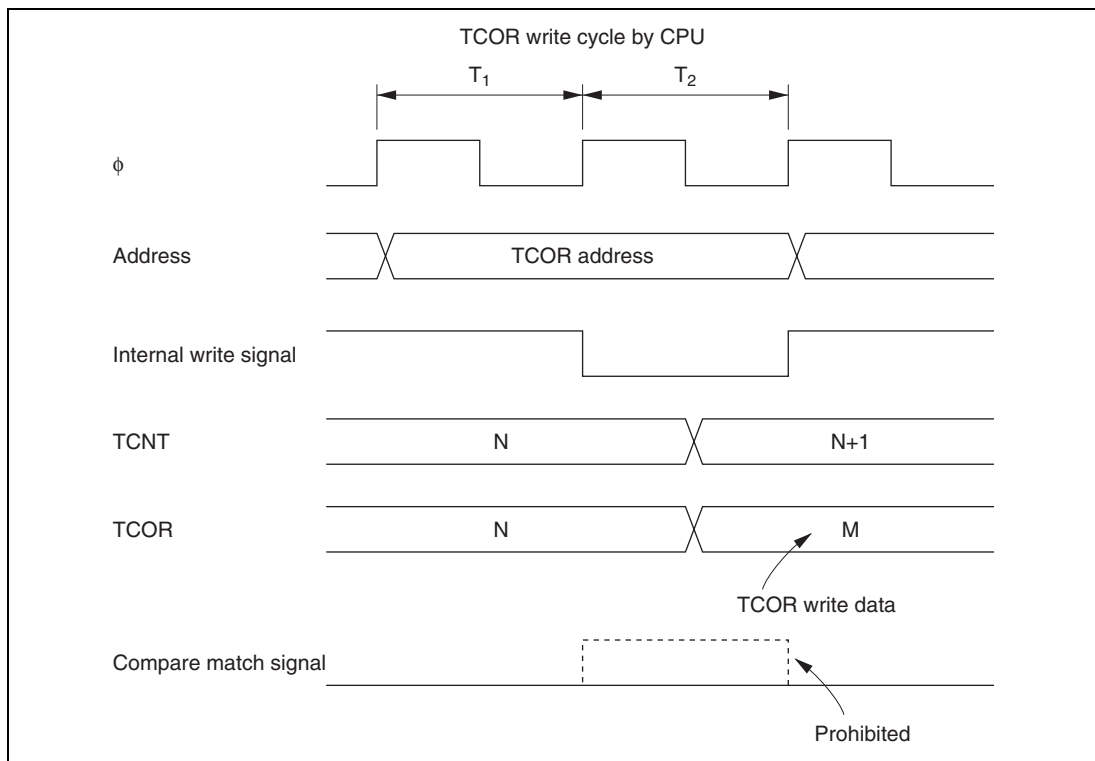 TCOR write cycle by CPU
T1 T2
ϕ
Address TCOR address
Internal write signal
TCNT N N+1
TCOR N M
TCOR write data
Compare match signal
Prohibited